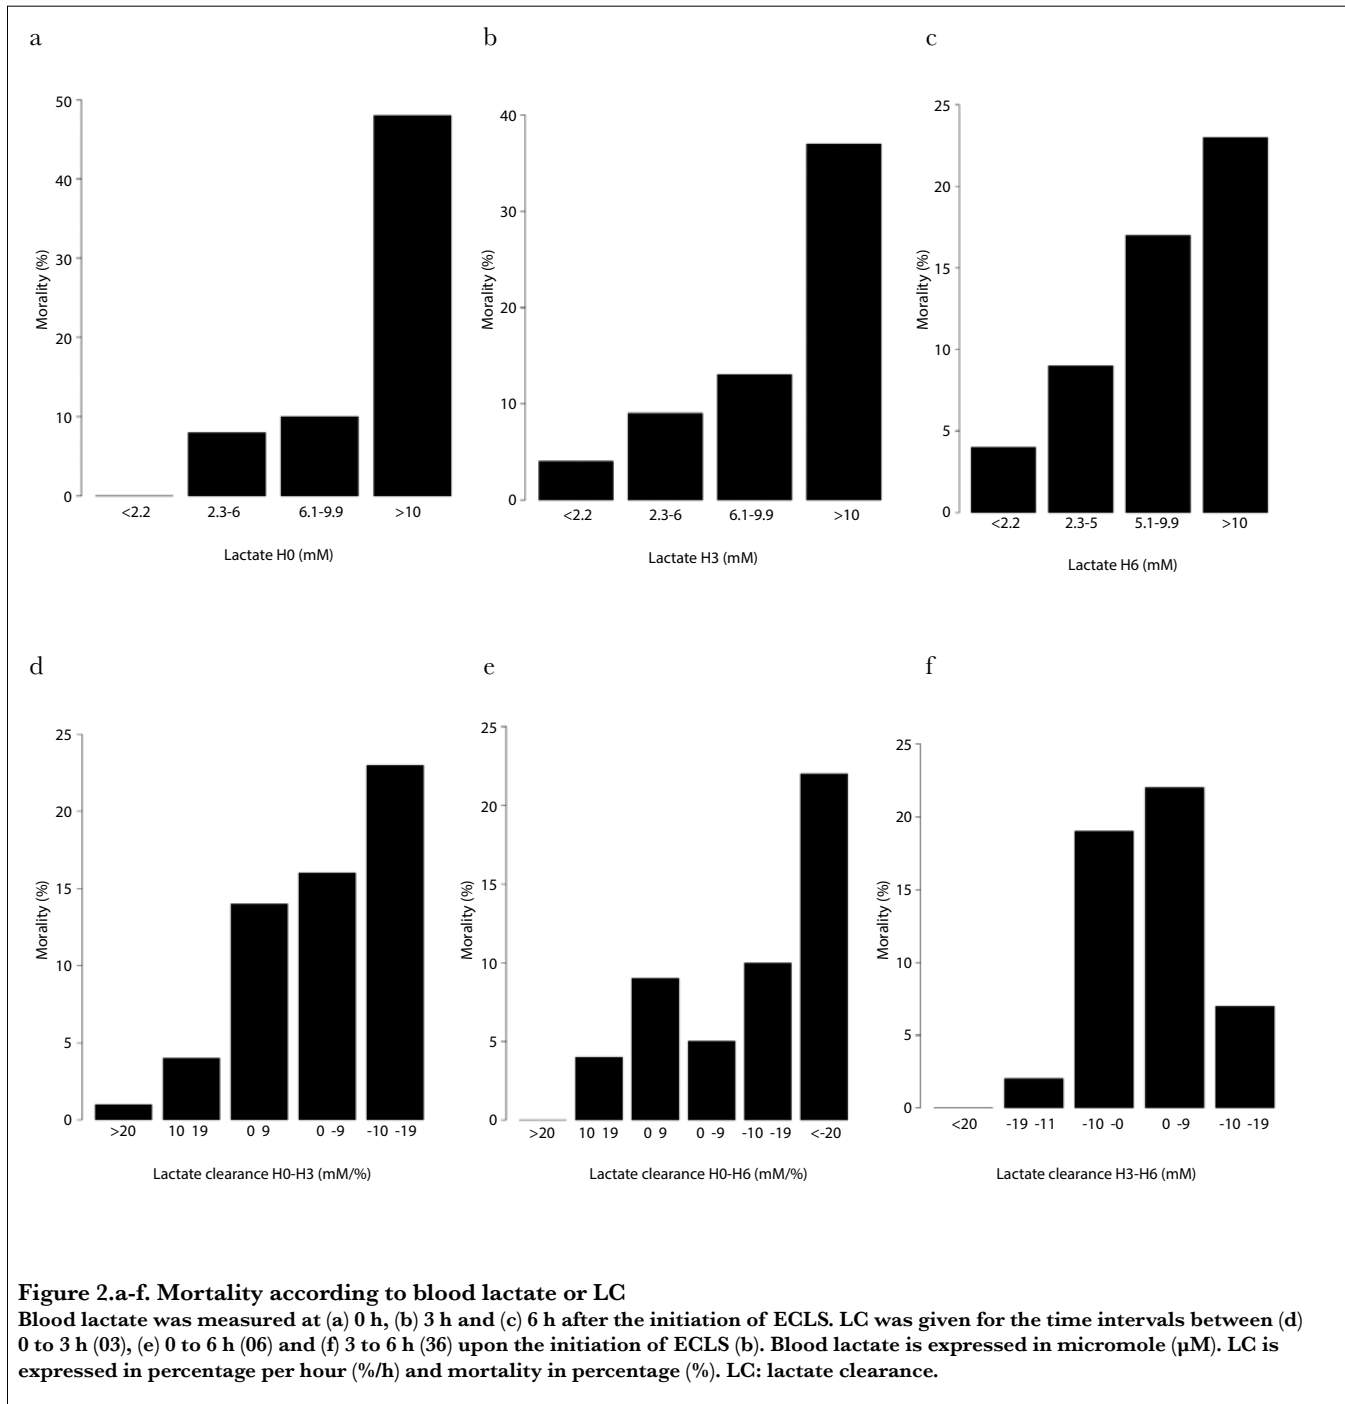 a
50
40
30
20
10
0
Morality (%)
<2.2 2.3-6 6.1-9.9 >10
Lactate H0 (mM)
b
40
30
20
10
0
Morality (%)
<2.2 2.3-6 6.1-9.9 >10
Lactate H3 (mM)
c
25
20
15
10
5
0
Morality (%)
<2.2 2.3-5 5.1-9.9 >10
Lactate H6 (mM)
d
25
20
15
10
5
0
Morality (%)
>20 10 19 0 9 0 -9 -10 -19
Lactate clearance H0-H3 (mM/%)
e
25
20
15
10
5
0
Morality (%)
>20 10 19 0 9 0 -9 -10 -19 <-20
Lactate clearance H0-H6 (mM/%)
f
25
20
15
10
5
0
Morality (%)
<20 -19 -11 -10 -0 0 -9 -10 -19
Lactate clearance H3-H6 (mM)
Figure 2.a-f. Mortality according to blood lactate or LC
Blood lactate was measured at (a) 0 h, (b) 3 h and (c) 6 h after the initiation of ECLS. LC was given for the time intervals between (d)
0 to 3 h (03), (e) 0 to 6 h (06) and (f) 3 to 6 h (36) upon the initiation of ECLS (b). Blood lactate is expressed in micromole (µM). LC is
expressed in percentage per hour (%/h) and mortality in percentage (%). LC: lactate clearance.